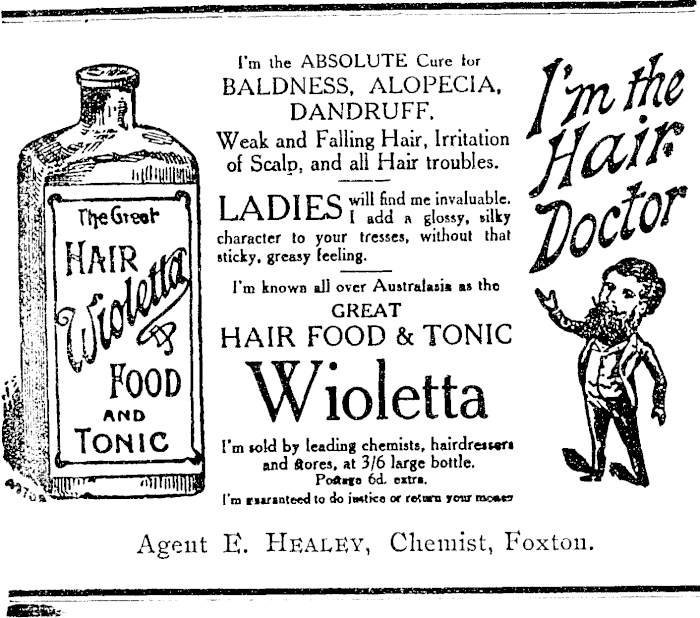 The Great
HAIR
Wioletta
FOOD
AND
TONIC
I'm the ABSOLUTE Cure for
BALDNESS, ALOPECIA,
DANDRUFF,
Weak and Falling Hair, Irritation
of Scalp, and all Hair troubles.
LADIES will find me invaluable.
I add a glossy, silky
character to your tresses, without that
sticky, greasy feeling.
I'm known all over Australasia as the
GREAT
HAIR FOOD & TONIC
Wioletta
I'm sold by leading chemists, hairdressers
and stores, at 3/6 large bottle.
Postage 6d. extra.
I'm guaranteed to do justice or return your money
I'm the
Hair
Doctor
Agent E. HEALEY, Chemist, Foxton.